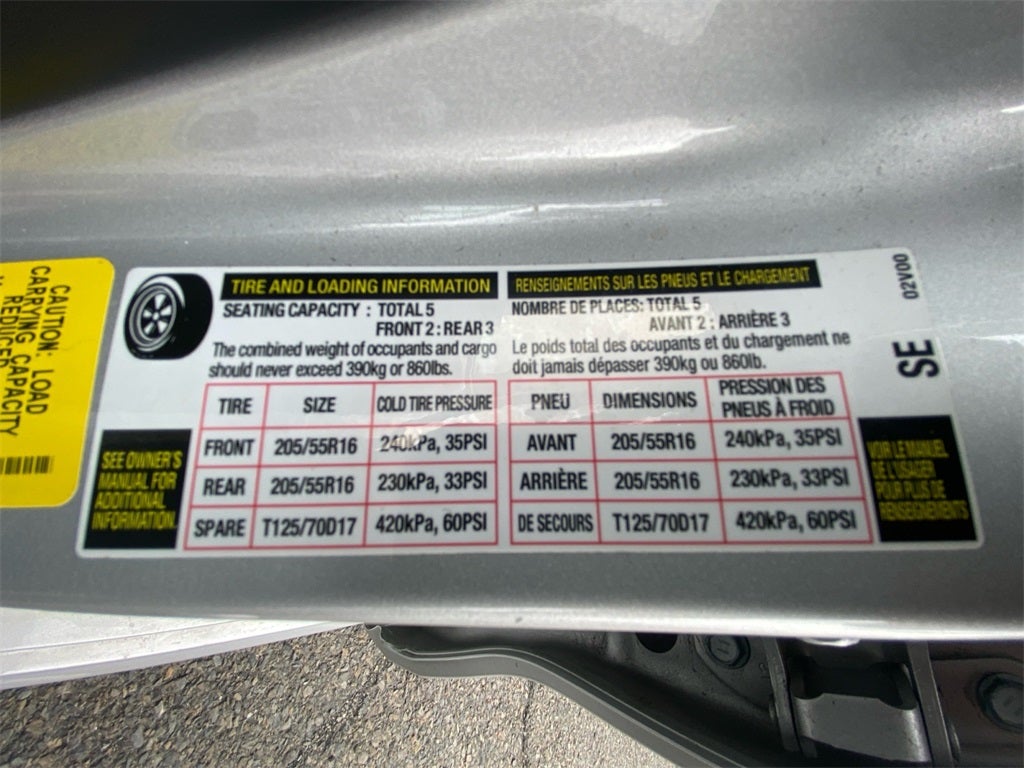 CAUTION: LOAD
CARRYING CAPACITY
REDUCED
TIRE AND LOADING INFORMATION
SEATING CAPACITY : TOTAL 5
FRONT 2 : REAR 3
The combined weight of occupants and cargo
should never exceed 390kg or 860lbs.
TIRE SIZE COLD TIRE PRESSURE
FRONT 205/55R16 240kPa, 35PSI
REAR 205/55R16 230kPa, 33PSI
SPARE T125/70D17 420kPa, 60PSI
SEE OWNER'S
MANUAL FOR
ADDITIONAL
INFORMATION.
RENSEIGNEMENTS SUR LES PNEUS ET LE CHARGEMENT
NOMBRE DE PLACES: TOTAL 5
AVANT 2 : ARRIÈRE 3
Le poids total des occupants et du chargement ne
doit jamais dépasser 390kg ou 860lb.
PNEU DIMENSIONS PRESSION DES
PNEUS À FROID
AVANT 205/55R16 240kPa, 35PSI
ARRIÈRE 205/55R16 230kPa, 33PSI
DE SECOURS T125/70D17 420kPa, 60PSI
VOIR LE MANUEL
DE L'USAGER
POUR PLUS DE
RENSEIGNEMENTS
02V00
SE